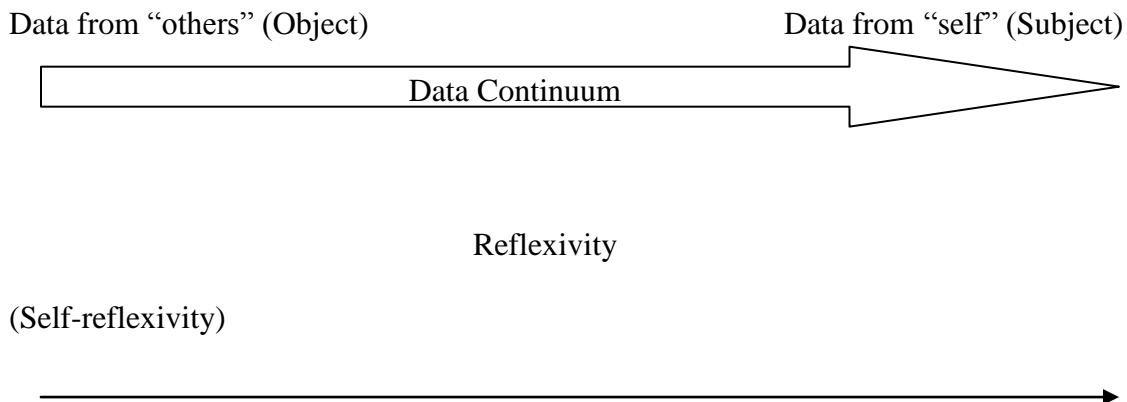 Data from “others” (Object) Data from “self” (Subject)
Data Continuum
Reflexivity
(Self-reflexivity)